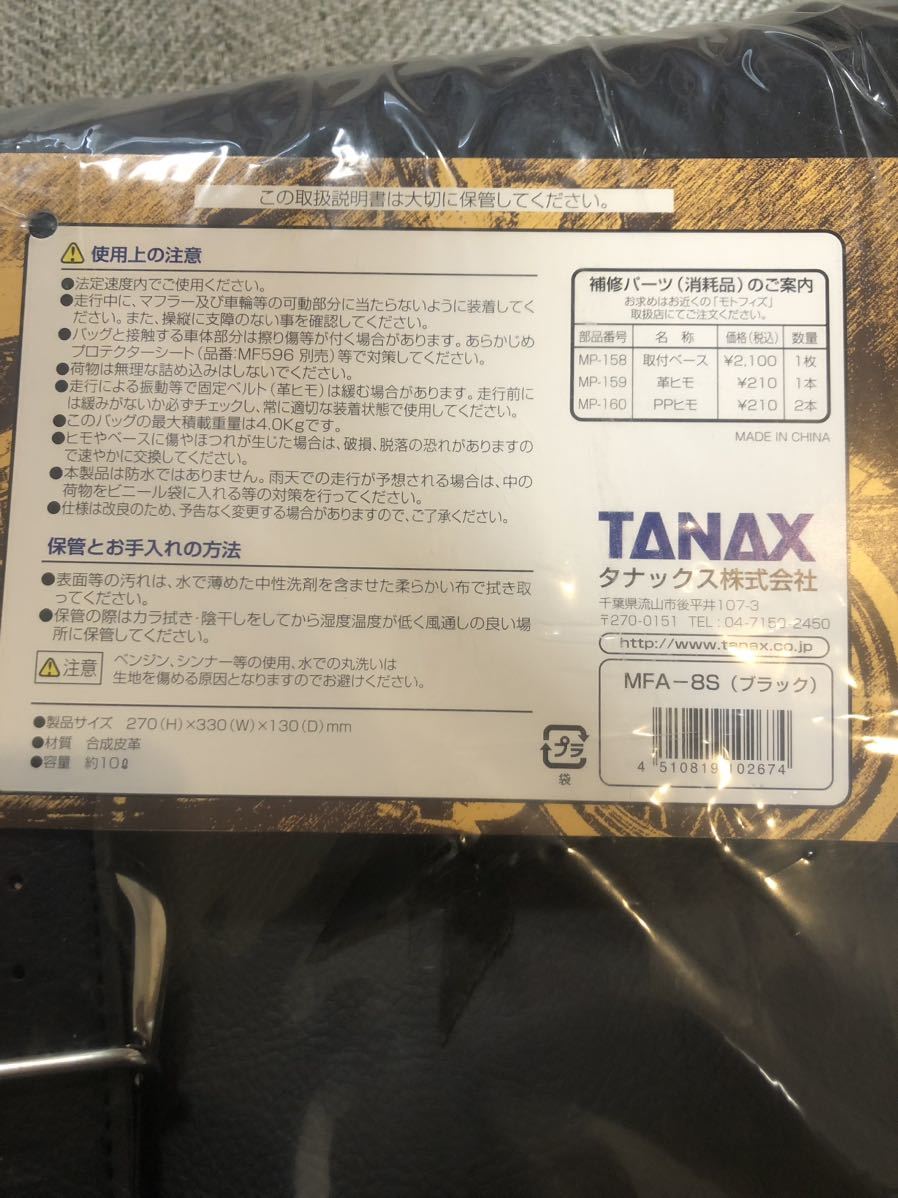 この取扱説明書は大切に保管してください。
使用上の注意
●法定速度内でご使用ください。
●走行中に、マフラー及び車輪等の可動部分に当たらないように装着してく
ださい。また、操縦に支障のない事を確認してください。
●バッグと接触する車体部分は擦り傷等が付く場合があります。あらかじめ
プロテクターシート(品番:MF596 別売)等で対策してください。
●荷物は無理な詰め込みはしないでください。
●走行による振動等で固定ベルト(革ヒモ)は緩む場合があります。走行前に
は緩みがないか必ずチェックし、常に適切な装着状態で使用してください。
●このバッグの最大積載重量は4.0Kgです。
●ヒモやベースに傷やほつれが生じた場合は、破損、脱落の恐れがありますの
で速やかに交換してください。
●本製品は防水ではありません。雨天での走行が予想される場合は、中の
荷物をビニール袋に入れる等の対策を行ってください。
●仕様は改良のため、予告なく変更する場合がありますので、ご了承ください。
保管とお手入れの方法
●表面等の汚れは、水で薄めた中性洗剤を含ませた柔らかい布で拭き取
ってください。
●保管の際はカラ拭き・陰干しをしてから湿度温度が低く風通しの良い場
所に保管してください。
注意
ベンジン、シンナー等の使用、水での丸洗いは
生地を傷める原因となりますのでお避けください。
●製品サイズ 270(H)×330(W)×130(D)mm
●材質 合成皮革
●容量 約10ℓ
プラ
袋
補修パーツ(消耗品)のご案内
お求めはお近くの「モトフィズ」
取扱店にてご注文ください。
部品番号 名 称 価格(税込) 数量
MP-158 取付ベース ¥2,100 1枚
MP-159 革ヒモ ¥210 1本
MP-160 PPヒモ ¥210 2本
MADE IN CHINA
TANAX
タナックス株式会社
千葉県流山市後平井107-3
〒270-0151 TEL:04-7150-2450
http://www.tanax.co.jp
MFA-8S(ブラック)
4 510819 102674